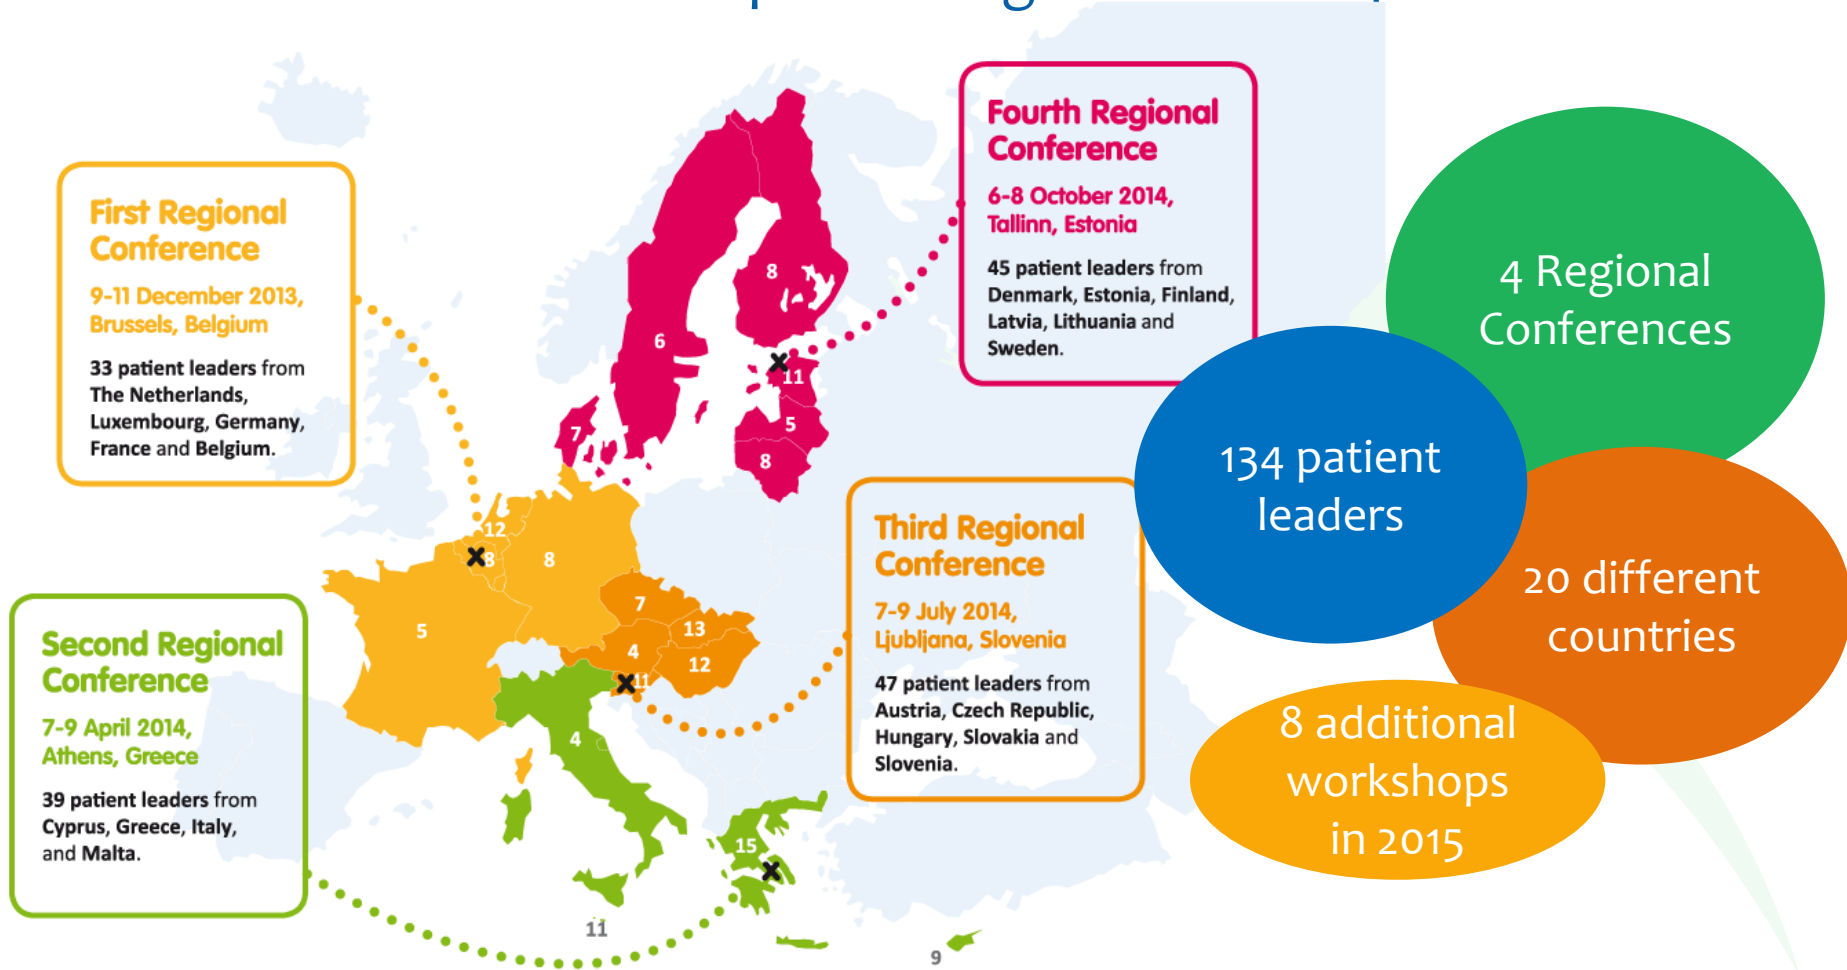 First Regional
Conference
9-11 December 2013,
Brussels, Belgium
33 patient leaders from
The Netherlands,
Luxembourg, Germany,
France and Belgium.
Second Regional
Conference
7-9 April 2014,
Athens, Greece
39 patient leaders from
Cyprus, Greece, Italy,
and Malta.
Third Regional
Conference
7-9 July 2014,
Ljubljana, Slovenia
47 patient leaders from
Austria, Czech Republic,
Hungary, Slovakia and
Slovenia.
Fourth Regional
Conference
6-8 October 2014,
Tallinn, Estonia
45 patient leaders from
Denmark, Estonia, Finland,
Latvia, Lithuania and
Sweden.
8
6
11
5
7
8
12
8
8
5
7
13
4
12
11
4
15
11
9
4 Regional
Conferences
134 patient
leaders
20 different
countries
8 additional
workshops
in 2015